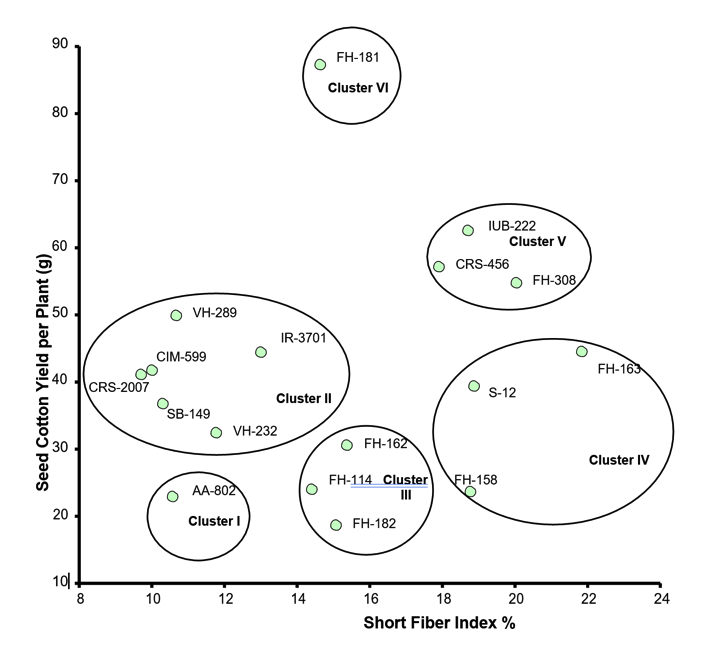 90
FH-181
Cluster VI
80
70
IUB-222
Cluster V
60
CRS-456
FH-308
50
VH-289
IR-3701
CIM-599
FH-163
40
CRS-2007
S-12
Cluster II
SB-149
VH-232
30
FH-162
Cluster IV
FH-114 Cluster
III
FH-158
AA-802
20
Cluster I
FH-182
10
8 10 12 14 16 18 20 22 24
Short Fiber Index %
Seed Cotton Yield per Plant (g)